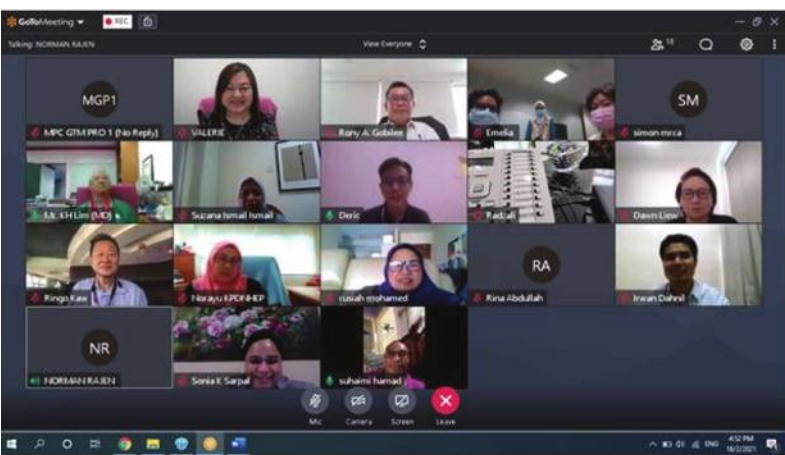 GoToMeeting REC
Talking: NORMAN RAJEN View Everyone 18
MGP1 SM
MPC GTM PRO 1 (No Reply) VALERIE Rony A. Gobilee Emelia simon mrca
Mr. KH Lim (MD) Suzana Ismail Ismail Deric Radzali Dawn Liew
RA
Ringo Kaw Norayu KPDNHEP rusiah mohamed Rina Abdullah Irwan Dahnil
NR
NORMAN RAJEN Sonia K Sarpal suhaimi hamad
Mic Camera Screen Leave
ENG 4:52 PM
18/2/2021